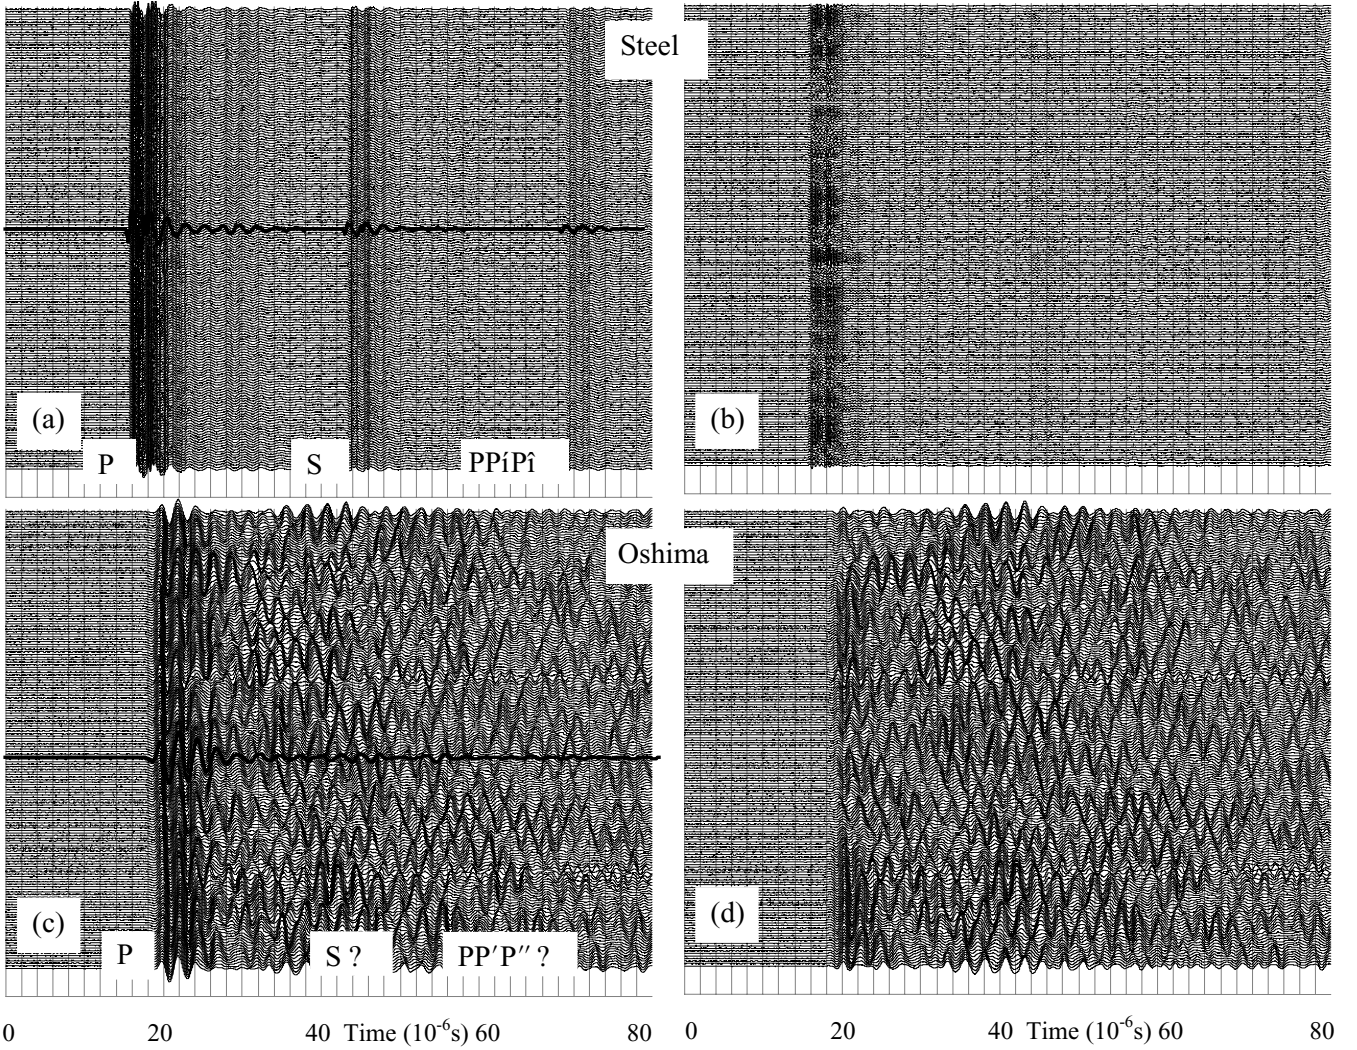 Steel
(a)
(b)
P
S
PPíPî
Oshima
(c)
(d)
P
S ?
PP′P″ ?
0 20 40 Time (10-6s) 60 80
0 20 40 Time (10-6s) 60 80